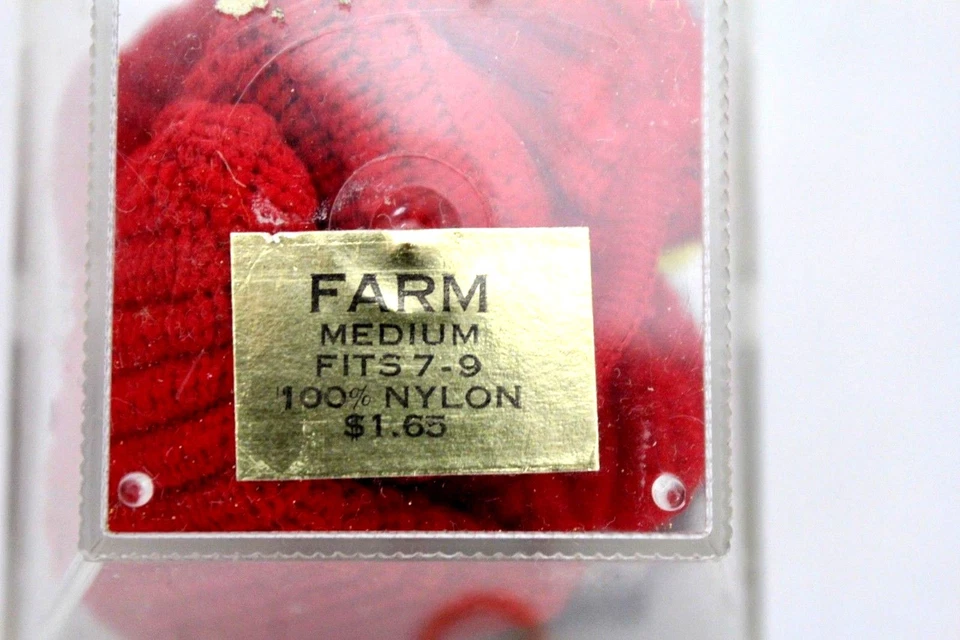 FARM
MEDIUM
FITS 7-9
100% NYLON
$1.65